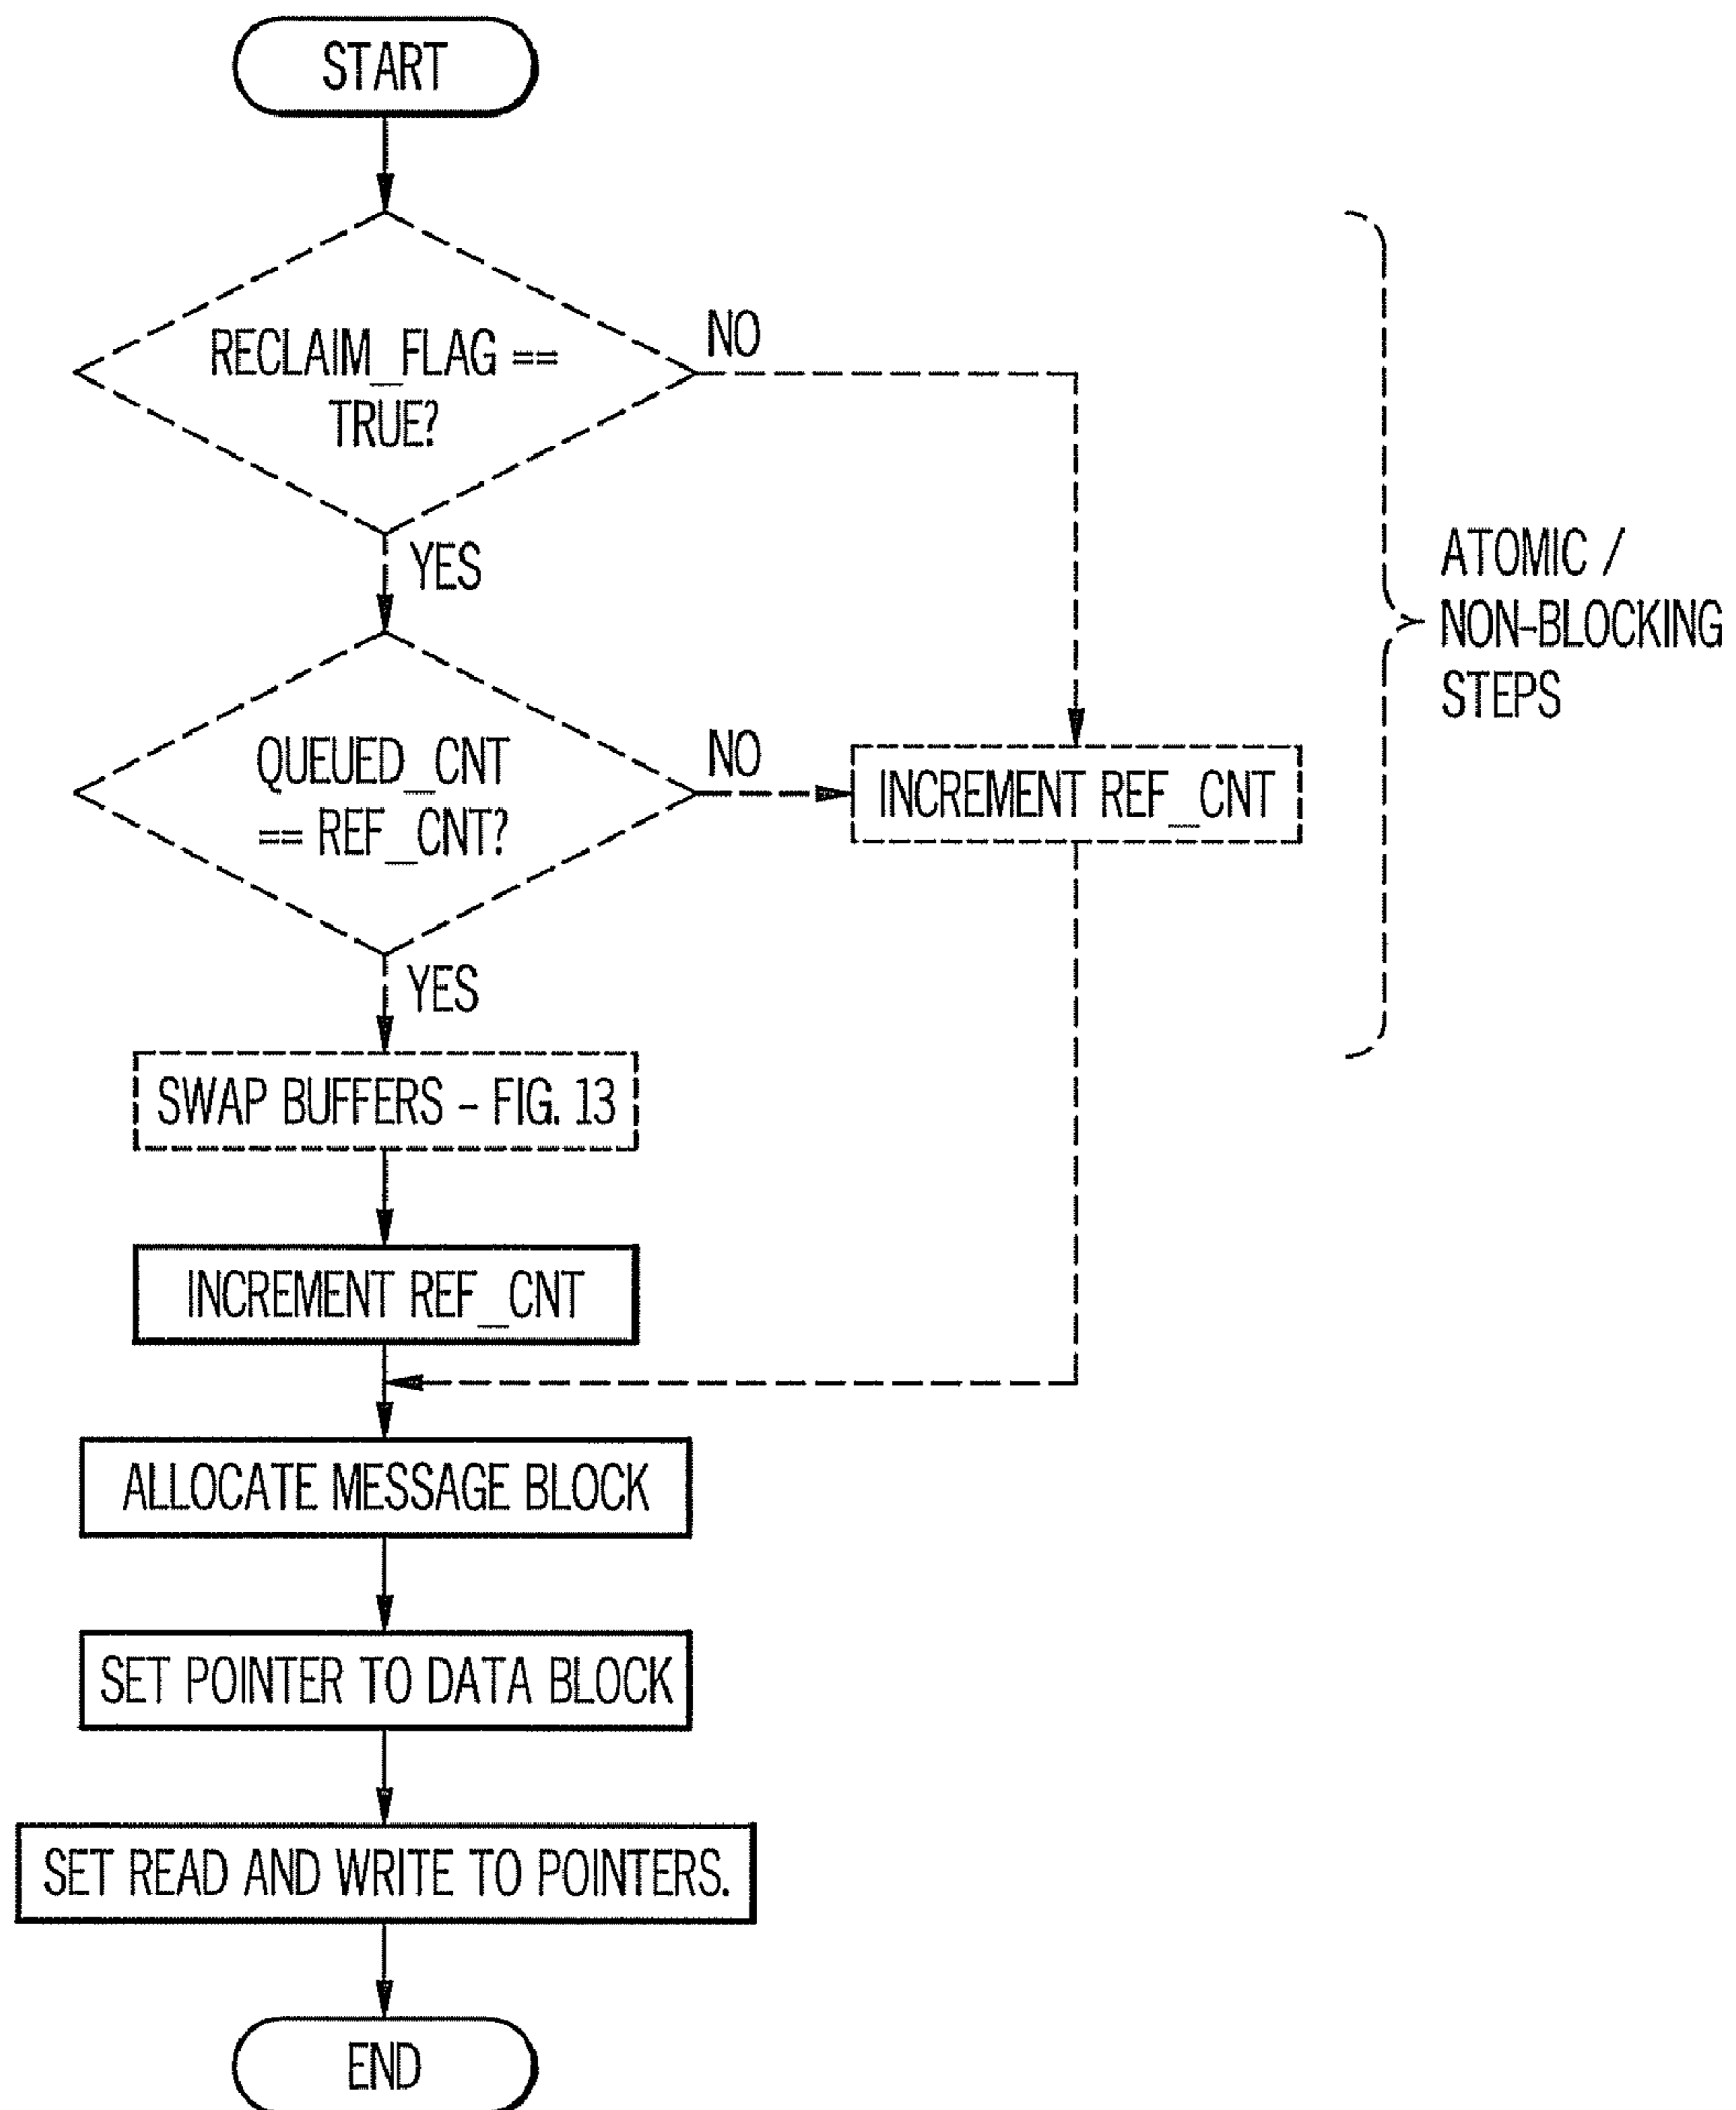 START
RECLAIM_FLAG ==
TRUE?
NO
YES
ATOMIC /
NON-BLOCKING
STEPS
QUEUED_CNT
== REF_CNT?
NO
INCREMENT REF_CNT
YES
SWAP BUFFERS - FIG. 13
INCREMENT REF_CNT
ALLOCATE MESSAGE BLOCK
SET POINTER TO DATA BLOCK
SET READ AND WRITE TO POINTERS.
END